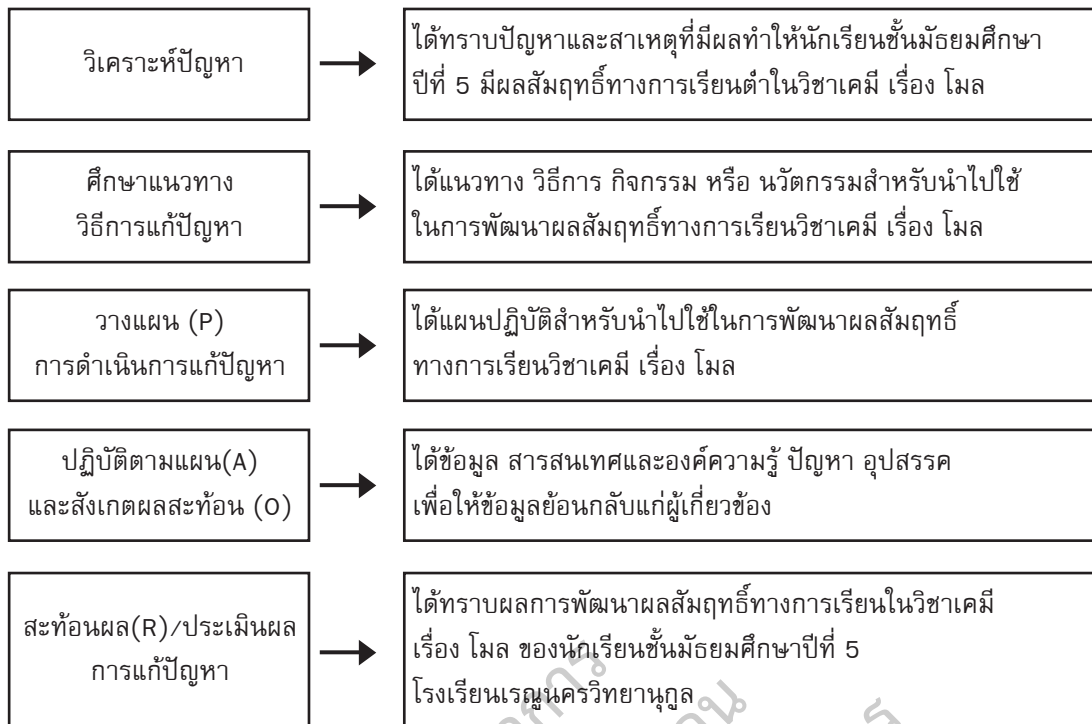 วิเคราะห์ปัญหา
ได้ทราบปัญหาและสาเหตุที่มีผลทำให้นักเรียนชั้นมัธยมศึกษา
ปีที่ 5 มีผลสัมฤทธิ์ทางการเรียนต่ำในวิชาเคมี เรื่อง โมล
ศึกษาแนวทาง
วิธีการแก้ปัญหา
ได้แนวทาง วิธีการ กิจกรรม หรือ นวัตกรรมสำหรับนำไปใช้
ในการพัฒนาผลสัมฤทธิ์ทางการเรียนวิชาเคมี เรื่อง โมล
วางแผน (P)
การดำเนินการแก้ปัญหา
ได้แผนปฏิบัติสำหรับนำไปใช้ในการพัฒนาผลสัมฤทธิ์
ทางการเรียนวิชาเคมี เรื่อง โมล
ปฏิบัติตามแผน(A)
และสังเกตผลสะท้อน (O)
ได้ข้อมูล สารสนเทศและองค์ความรู้ ปัญหา อุปสรรค
เพื่อให้ข้อมูลย้อนกลับแก่ผู้เกี่ยวข้อง
สะท้อนผล(R)/ประเมินผล
การแก้ปัญหา
ได้ทราบผลการพัฒนาผลสัมฤทธิ์ทางการเรียนในวิชาเคมี
เรื่อง โมล ของนักเรียนชั้นมัธยมศึกษาปีที่ 5
โรงเรียนเรณูนครวิทยานุกูล